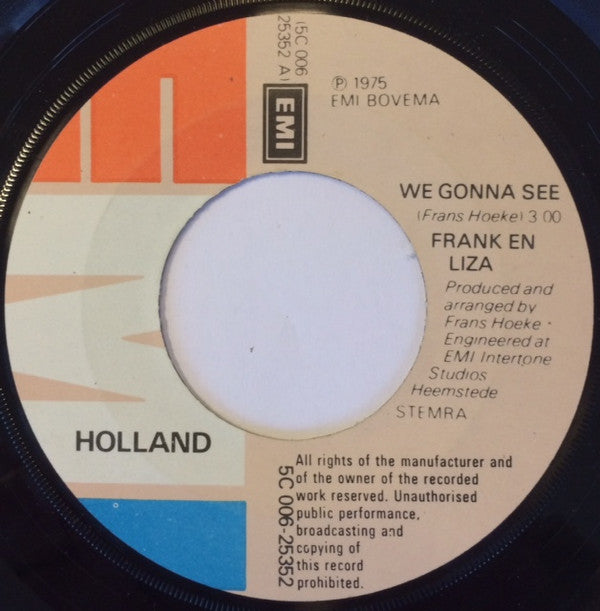 (5C 006
25352 A)
EMI
℗ 1975
EMI BOVEMA
WE GONNA SEE
(Frans Hoeke) 3.00
FRANK EN
LIZA
Produced and
arranged by
Frans Hoeke •
Engineered at
EMI Intertone
Studios
Heemstede
STEMRA
HOLLAND
5C 006-25352
All rights of the manufacturer and
of the owner of the recorded
work reserved. Unauthorised
public performance,
broadcasting and
copying of
this record
prohibited.